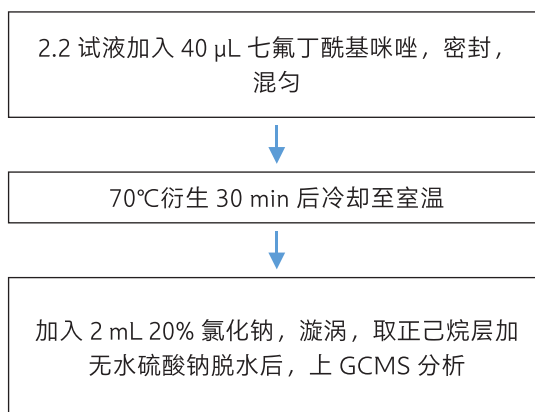 2.2 试液加入 40 µL 七氟丁酰基咪唑，密封，
混匀
70℃衍生 30 min 后冷却至室温
加入 2 mL 20% 氯化钠，漩涡，取正己烷层加
无水硫酸钠脱水后，上 GCMS 分析